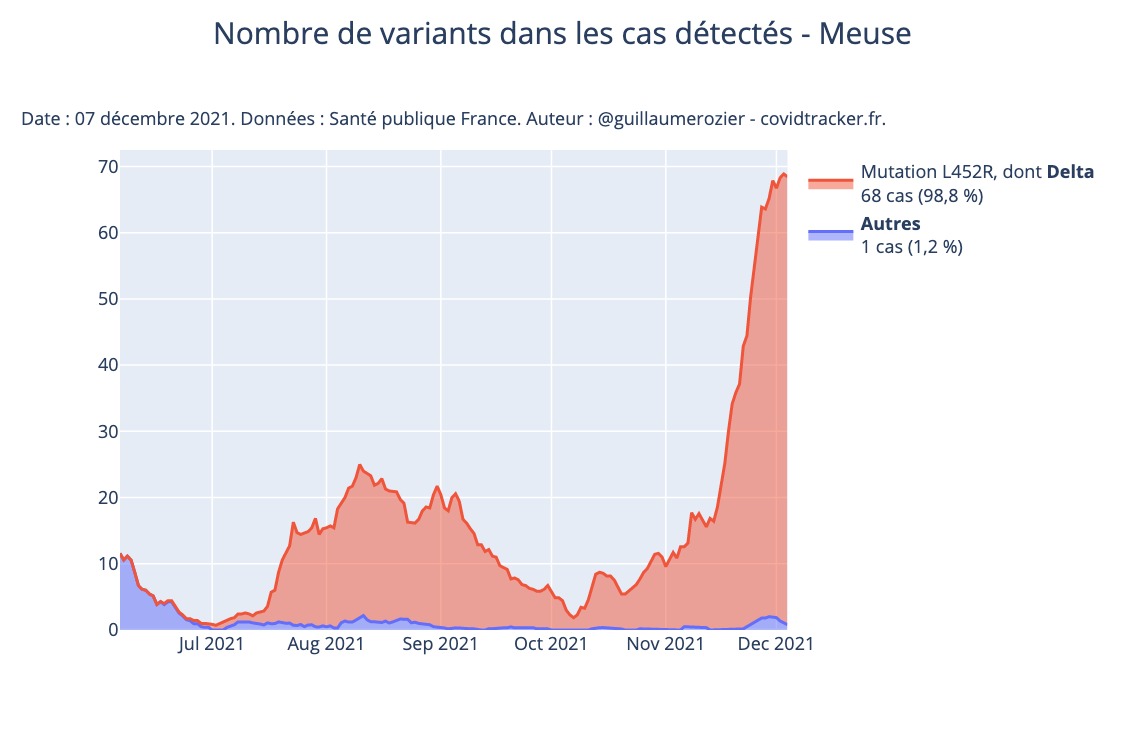 Nombre de variants dans les cas détectés - Meuse
Date : 07 décembre 2021. Données : Santé publique France. Auteur : @guillaumerozier - covidtracker.fr.
70
60
50
40
30
20
10
0
Jul 2021
Aug 2021
Sep 2021
Oct 2021
Nov 2021
Dec 2021
Mutation L452R, dont Delta
68 cas (98,8 %)
Autres
1 cas (1,2 %)